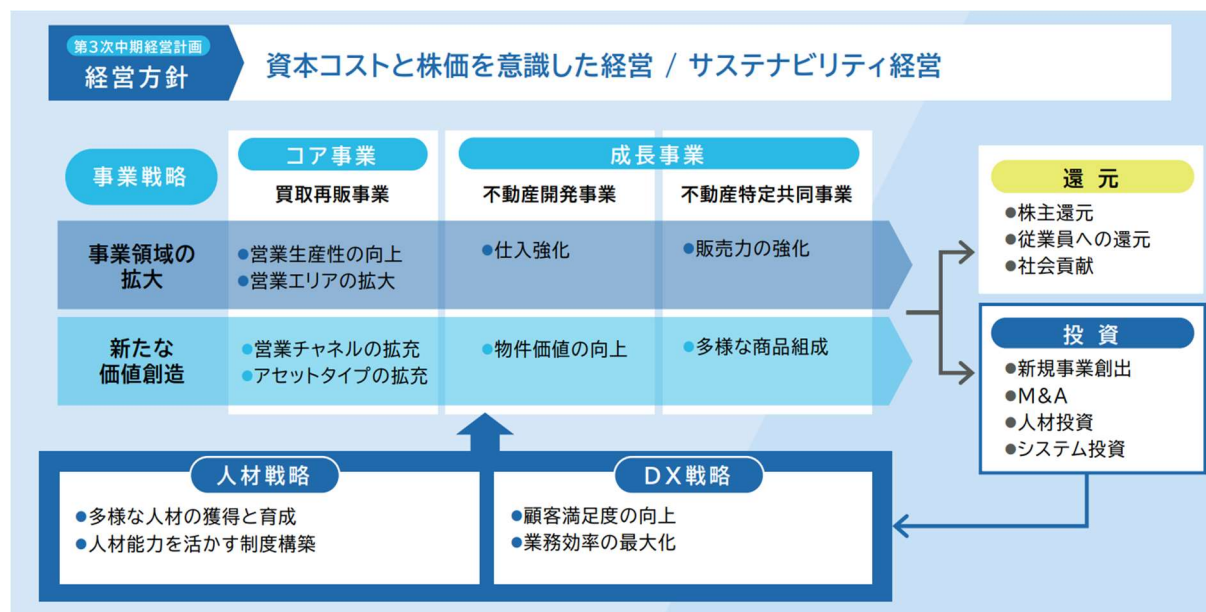 第3次中期経営計画
経営方針
資本コストと株価を意識した経営 / サステナビリティ経営
事業戦略
コア事業
成長事業
買取再販事業
不動産開発事業
不動産特定共同事業
事業領域の
拡大
●営業生産性の向上
●営業エリアの拡大
●仕入強化
●販売力の強化
新たな
価値創造
●営業チャネルの拡充
●アセットタイプの拡充
●物件価値の向上
●多様な商品組成
還元
●株主還元
●従業員への還元
●社会貢献
投資
●新規事業創出
●M&A
●人材投資
●システム投資
人材戦略
●多様な人材の獲得と育成
●人材能力を活かす制度構築
DX戦略
●顧客満足度の向上
●業務効率の最大化